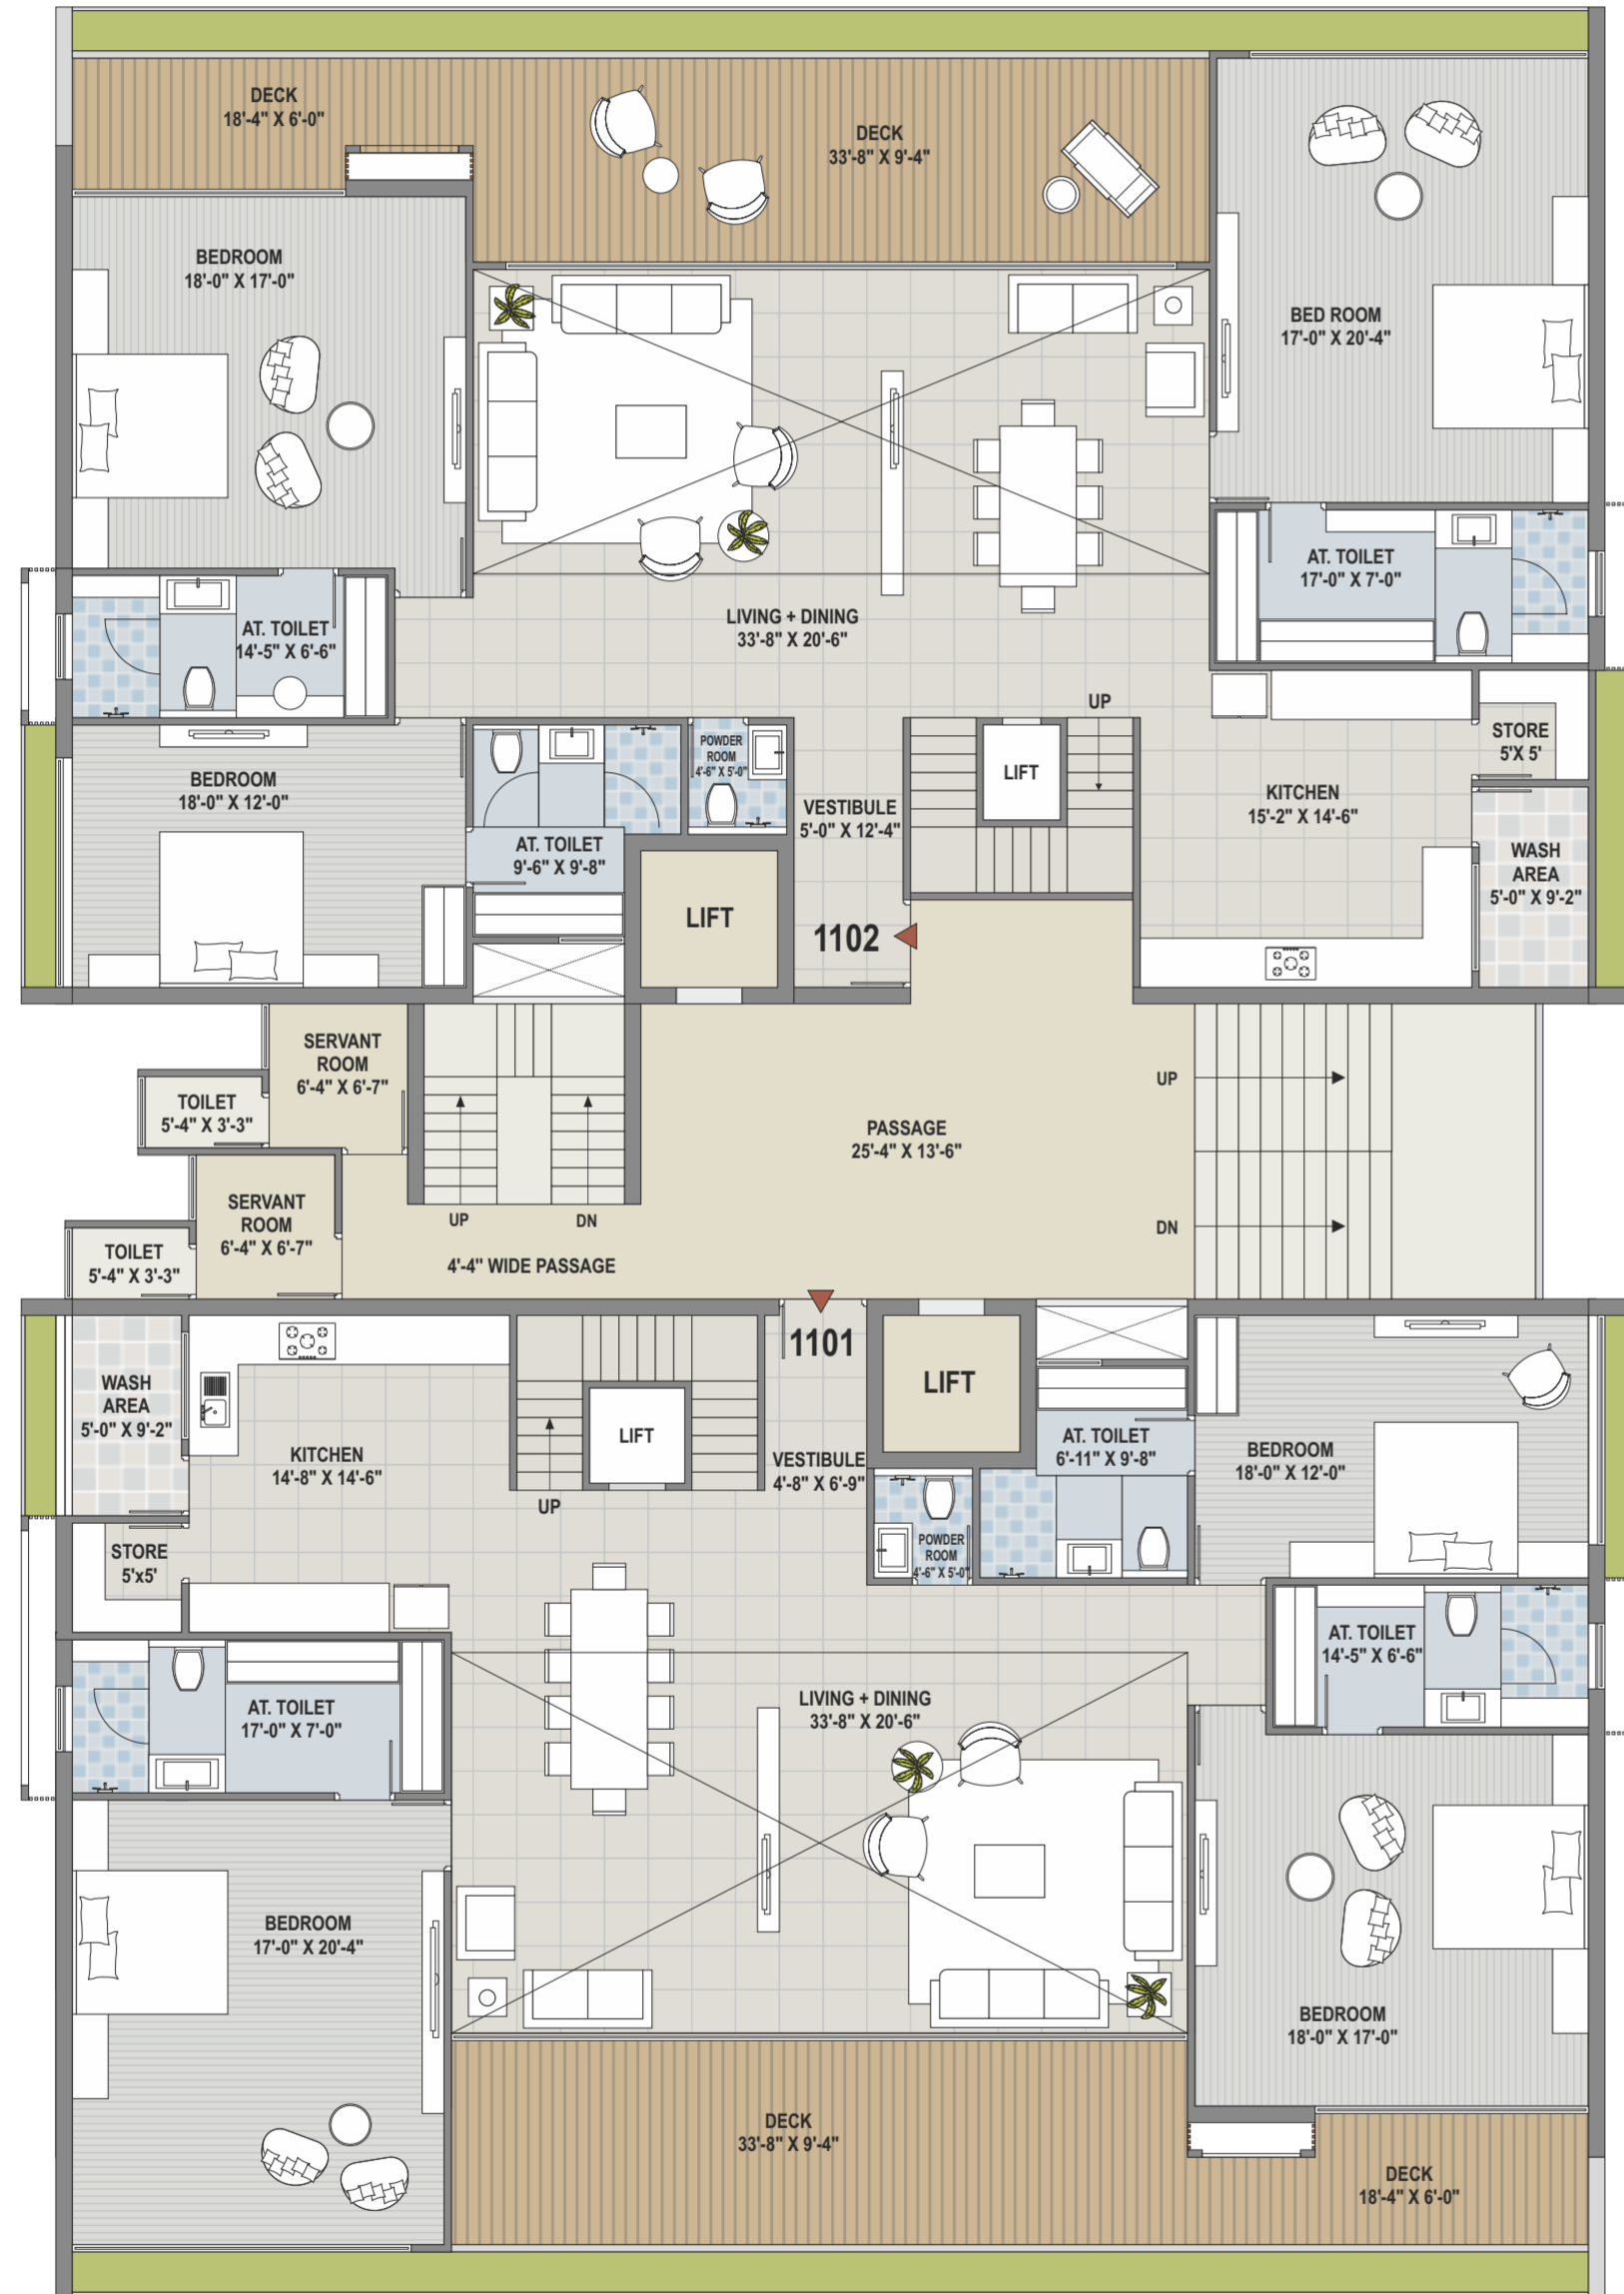 DECK
18'-4" X 6'-0"
DECK
33'-8" X 9'-4"
BEDROOM
18'-0" X 17'-0"
BED ROOM
17'-0" X 20'-4"
AT. TOILET
17'-0" X 7'-0"
LIVING + DINING
33'-8" X 20'-6"
AT. TOILET
14'-5" X 6'-6"
UP
LIFT
STORE
5'X 5'
POWDER
ROOM
4'-6" X 5'-0"
BEDROOM
18'-0" X 12'-0"
VESTIBULE
5'-0" X 12'-4"
KITCHEN
15'-2" X 14'-6"
AT. TOILET
9'-6" X 9'-8"
WASH
AREA
5'-0" X 9'-2"
LIFT
1102
SERVANT
ROOM
6'-4" X 6'-7"
TOILET
5'-4" X 3'-3"
UP
PASSAGE
25'-4" X 13'-6"
SERVANT
ROOM
6'-4" X 6'-7"
UP
DN
DN
TOILET
5'-4" X 3'-3"
4'-4" WIDE PASSAGE
1101
LIFT
WASH
AREA
5'-0" X 9'-2"
KITCHEN
14'-8" X 14'-6"
LIFT
VESTIBULE
4'-8" X 6'-9"
AT. TOILET
6'-11" X 9'-8"
BEDROOM
18'-0" X 12'-0"
UP
STORE
5'x5'
POWDER
ROOM
4'-6" X 5'-0"
AT. TOILET
14'-5" X 6'-6"
LIVING + DINING
33'-8" X 20'-6"
AT. TOILET
17'-0" X 7'-0"
BEDROOM
17'-0" X 20'-4"
BEDROOM
18'-0" X 17'-0"
DECK
33'-8" X 9'-4"
DECK
18'-4" X 6'-0"